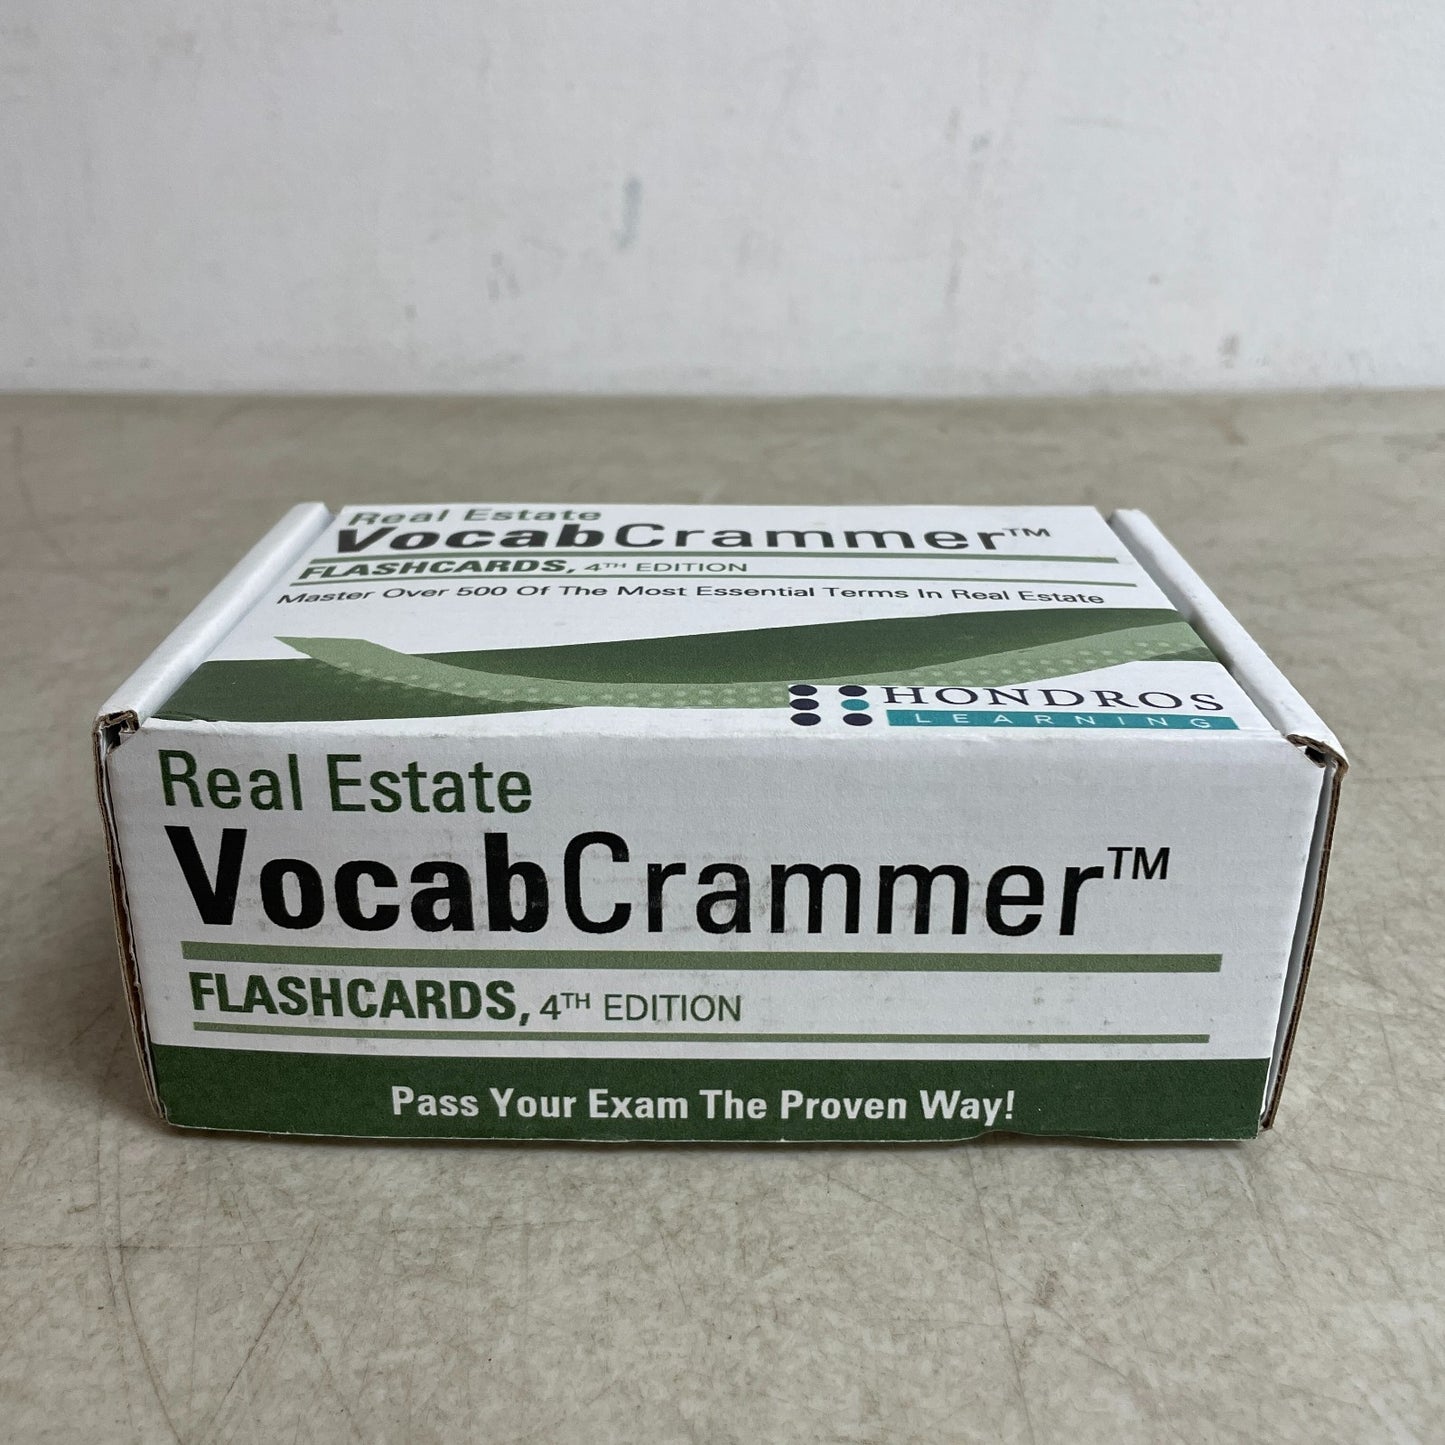 Real Estate
VocabCrammer™
FLASHCARDS, 4TH EDITION
Master Over 500 Of The Most Essential Terms In Real Estate
HONDROS
LEARNING
Real Estate
VocabCrammer™
FLASHCARDS, 4TH EDITION
Pass Your Exam The Proven Way!